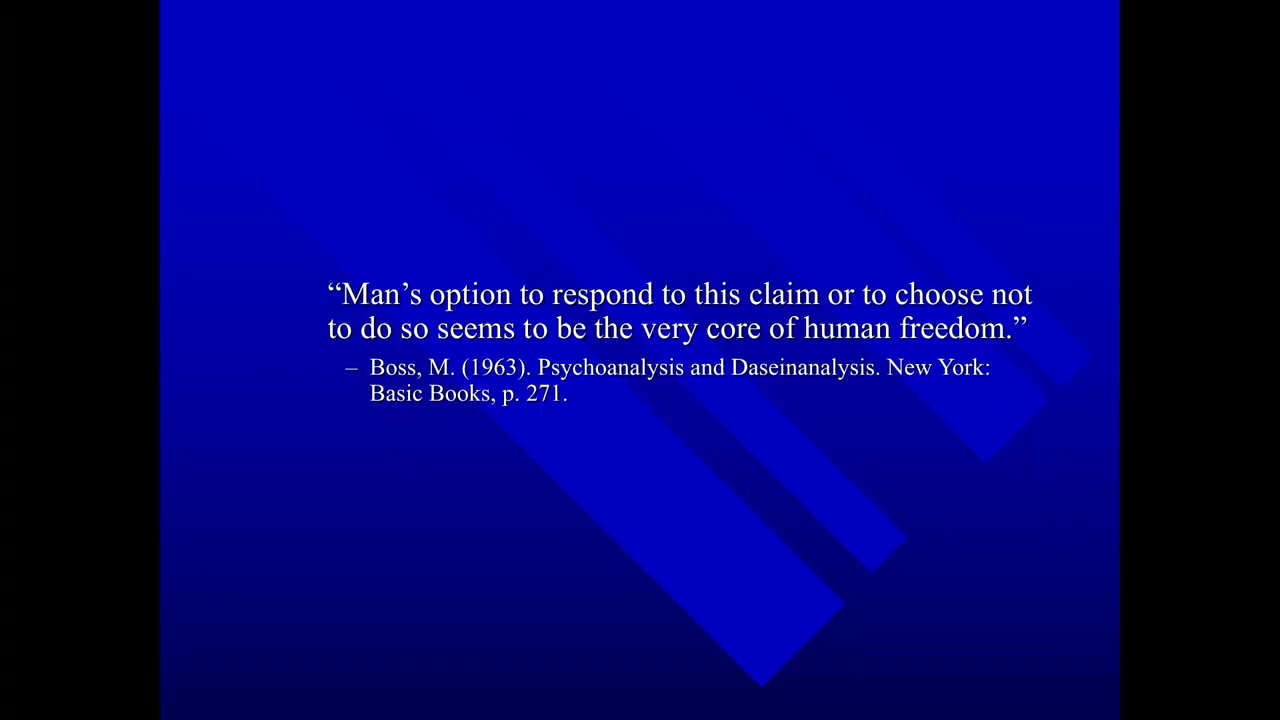 “Man’s option to respond to this claim or to choose not
to do so seems to be the very core of human freedom.”
– Boss, M. (1963). Psychoanalysis and Daseinanalysis. New York:
Basic Books, p. 271.